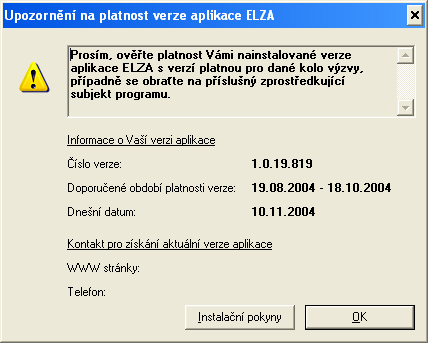 Upozornění na platnost verze aplikace ELZA
Prosím, ověřte platnost Vámi nainstalované verze
aplikace ELZA s verzí platnou pro dané kolo výzvy,
případně se obraťte na příslušný zprostředkující
subjekt programu.
Informace o Vaší verzi aplikace
Číslo verze: 1.0.19.819
Doporučené období platnosti verze: 19.08.2004 - 18.10.2004
Dnešní datum: 10.11.2004
Kontakt pro získání aktuální verze aplikace
WWW stránky:
Telefon:
Instalační pokyny OK